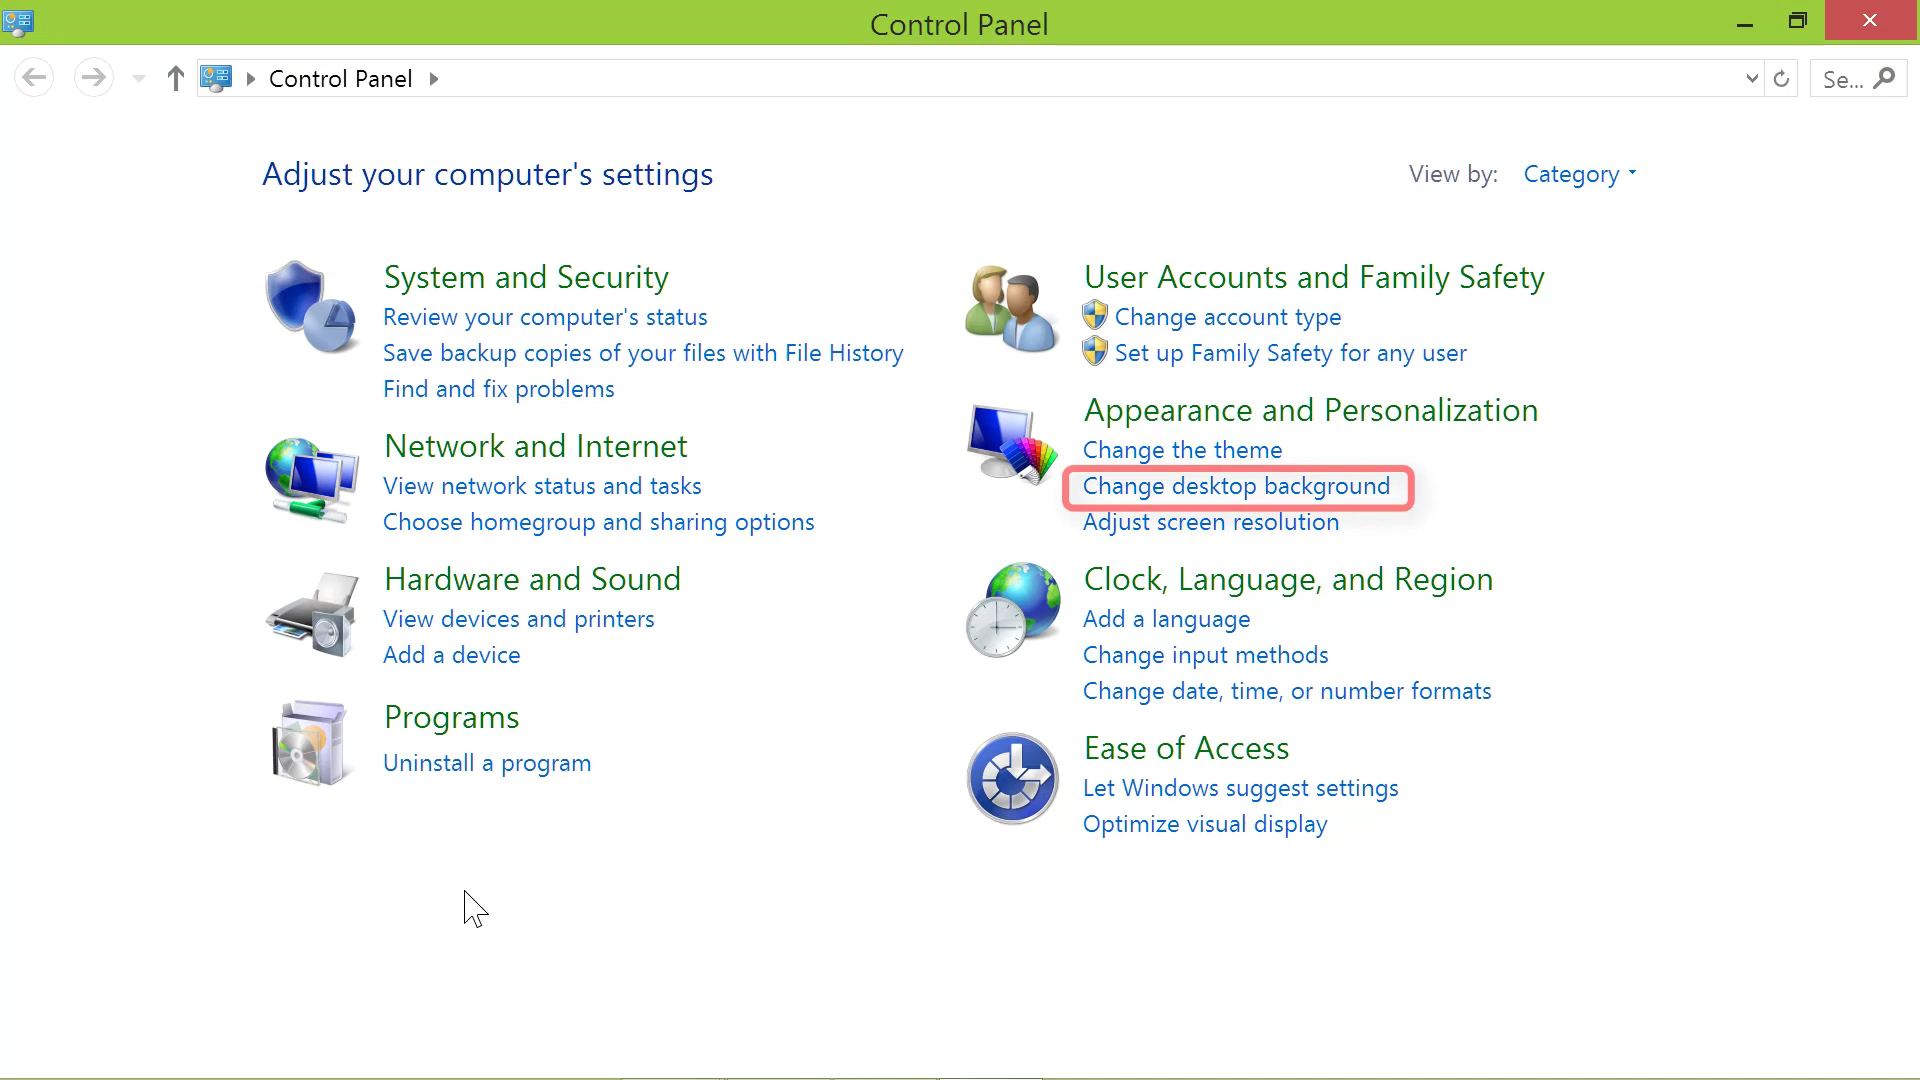 Control Panel
Control Panel
Se...
Adjust your computer's settings
View by: Category
System and Security
Review your computer's status
Save backup copies of your files with File History
Find and fix problems
Network and Internet
View network status and tasks
Choose homegroup and sharing options
Hardware and Sound
View devices and printers
Add a device
Programs
Uninstall a program
User Accounts and Family Safety
Change account type
Set up Family Safety for any user
Appearance and Personalization
Change the theme
Change desktop background
Adjust screen resolution
Clock, Language, and Region
Add a language
Change input methods
Change date, time, or number formats
Ease of Access
Let Windows suggest settings
Optimize visual display